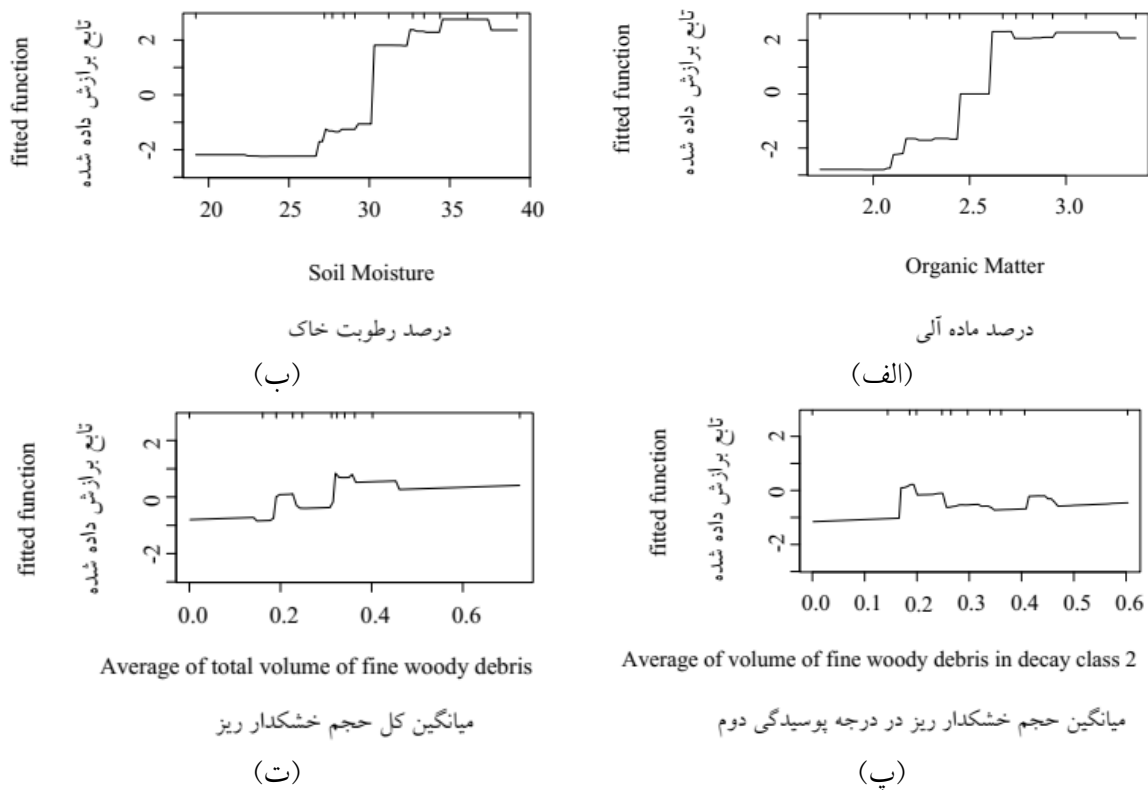 fitted function
تابع برازش داده شده
2
0
-2
20 25 30 35 40
Soil Moisture
درصد رطوبت خاک
(ب)
fitted function
تابع برازش داده شده
2
0
-2
2.0 2.5 3.0
Organic Matter
درصد ماده آلی
(الف)
fitted function
تابع برازش داده شده
2
0
-2
0.0 0.2 0.4 0.6
Average of total volume of fine woody debris
میانگین کل حجم خشکدار ریز
(ت)
fitted function
تابع برازش داده شده
2
0
-2
0.0 0.1 0.2 0.3 0.4 0.5 0.6
Average of volume of fine woody debris in decay class 2
میانگین حجم خشکدار ریز در درجه پوسیدگی دوم
(پ)